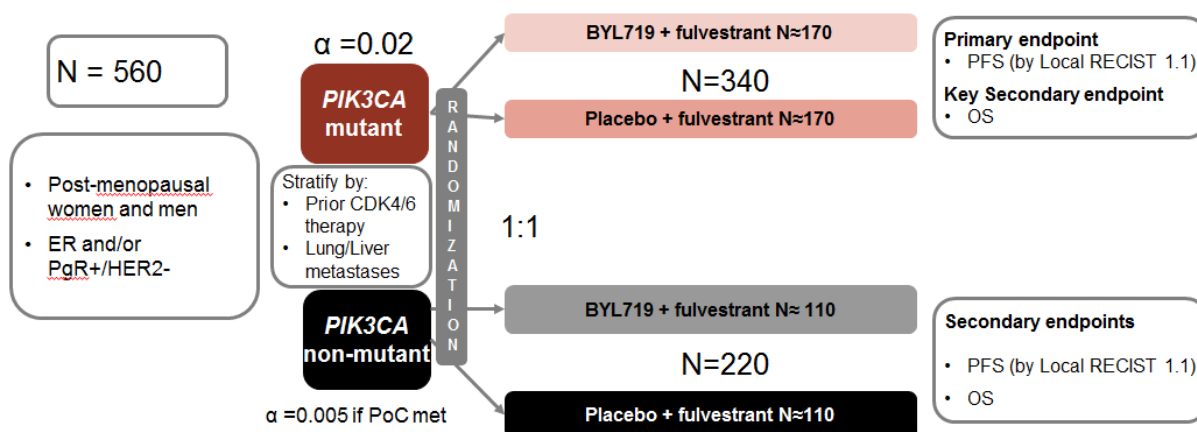 N = 560
• Post-menopausal
women and men
• ER and/or
PgR+/HER2-
α =0.02
PIK3CA
mutant
Stratify by:
• Prior CDK4/6
therapy
• Lung/Liver
metastases
PIK3CA
non-mutant
α =0.005 if PoC met
RANDOMIZATION
BYL719 + fulvestrant N≈170
N=340
Placebo + fulvestrant N≈170
1:1
BYL719 + fulvestrant N≈ 110
N=220
Placebo + fulvestrant N≈110
Primary endpoint
• PFS (by Local RECIST 1.1)
Key Secondary endpoint
• OS
Secondary endpoints
• PFS (by Local RECIST 1.1)
• OS